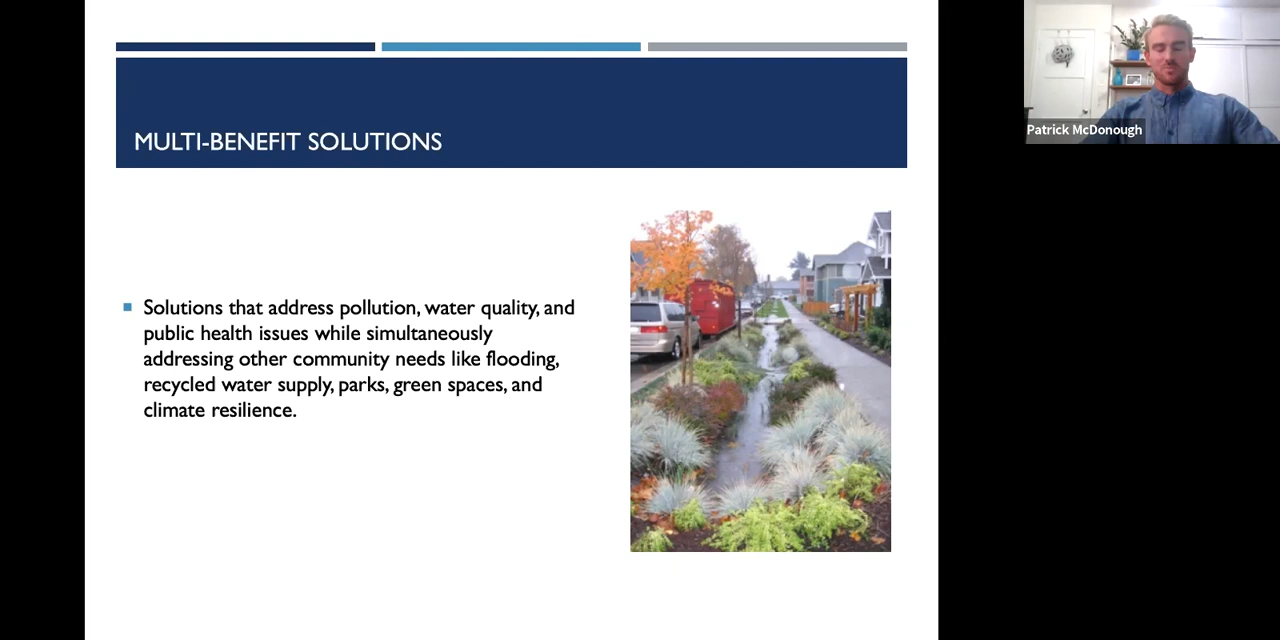 MULTI-BENEFIT SOLUTIONS
Patrick McDonough
Solutions that address pollution, water quality, and
public health issues while simultaneously
addressing other community needs like flooding,
recycled water supply, parks, green spaces, and
climate resilience.